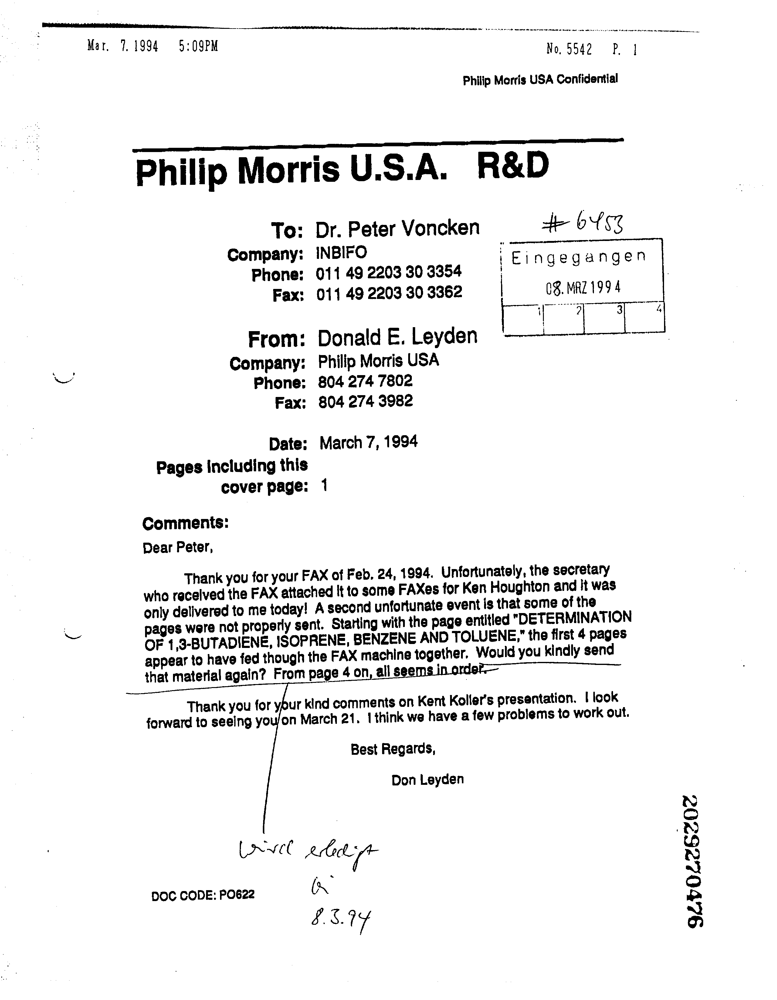 Mar. 7. 1994 5:09PM No. 5542 P. 1
Philip Morris USA Confidential
Philip Morris U.S.A. R&D
# 6453
To: Dr. Peter Voncken
Company: INBIFO
Phone: 011 49 2203 30 3354
Fax: 011 49 2203 30 3362
Eingegangen
08. MRZ 1994
1 2 3 4
From: Donald E. Leyden
Company: Philip Morris USA
Phone: 804 274 7802
Fax: 804 274 3982
Date: March 7, 1994
Pages including this
cover page: 1
Comments:
Dear Peter,
Thank you for your FAX of Feb. 24, 1994. Unfortunately, the secretary
who received the FAX attached it to some FAXes for Ken Houghton and it was
only delivered to me today! A second unfortunate event is that some of the
pages were not properly sent. Starting with the page entitled "DETERMINATION
OF 1,3-BUTADIENE, ISOPRENE, BENZENE AND TOLUENE," the first 4 pages
appear to have fed though the FAX machine together. Would you kindly send
that material again? From page 4 on, all seems in order.
Thank you for your kind comments on Kent Koller's presentation. I look
forward to seeing you on March 21. I think we have a few problems to work out.
Best Regards,
Don Leyden
wird erledigt
8.3.94
DOC CODE: PO622
2029270476